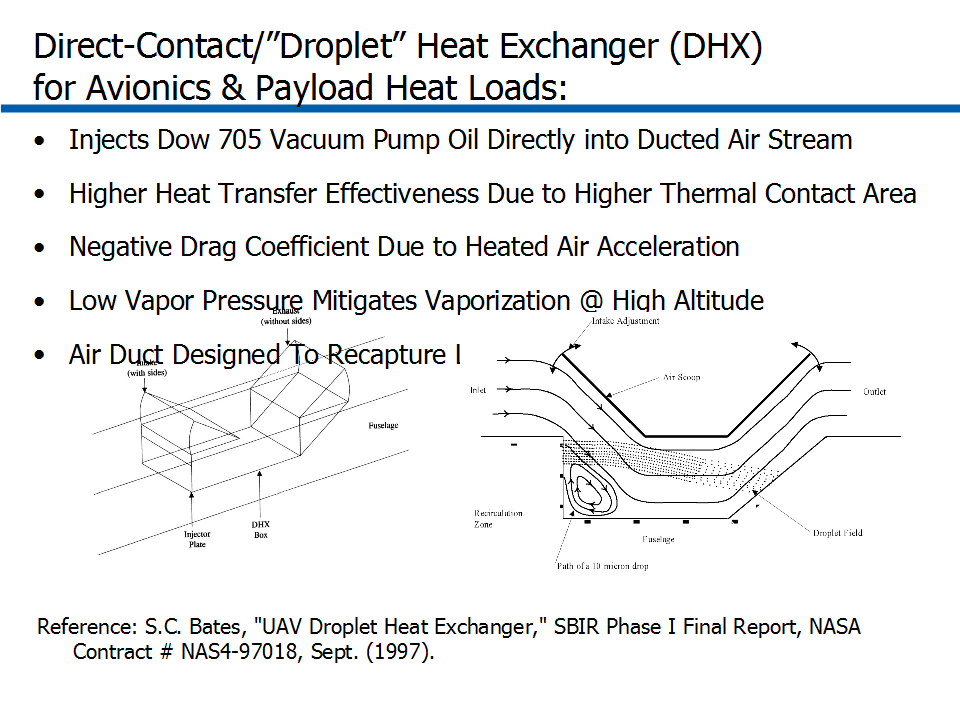 Direct-Contact/”Droplet” Heat Exchanger (DHX)
for Avionics & Payload Heat Loads:
• Injects Dow 705 Vacuum Pump Oil Directly into Ducted Air Stream
• Higher Heat Transfer Effectiveness Due to Higher Thermal Contact Area
• Negative Drag Coefficient Due to Heated Air Acceleration
• Low Vapor Pressure Mitigates Vaporization @ High Altitude
• Air Duct Designed To Recapture
Exhaust
(without sides)
Intake
(with sides)
Fuselage
DHX
Box
Injector
Plate
Intake Adjustment
Air Scoop
Inlet
Outlet
Recirculation
Zone
Fuselage
Droplet Field
Path of a 10 micron drop
Reference: S.C. Bates, "UAV Droplet Heat Exchanger," SBIR Phase I Final Report, NASA
Contract # NAS4-97018, Sept. (1997).